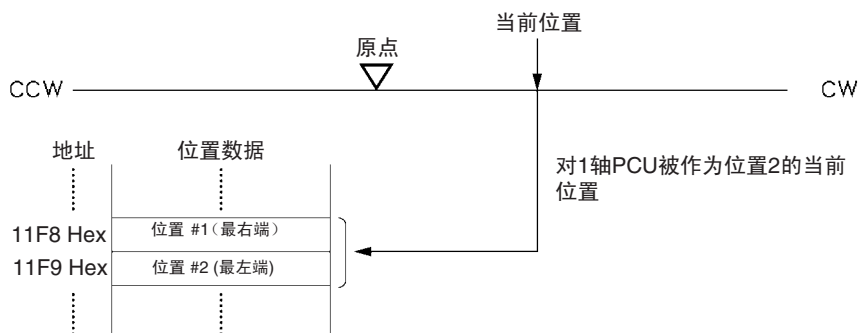 当前位置
原点
CCW
CW
地址
位置数据
对1轴PCU被作为位置2的当前
位置
11F8 Hex
位置 #1（最右端）
11F9 Hex
位置 #2 (最左端)